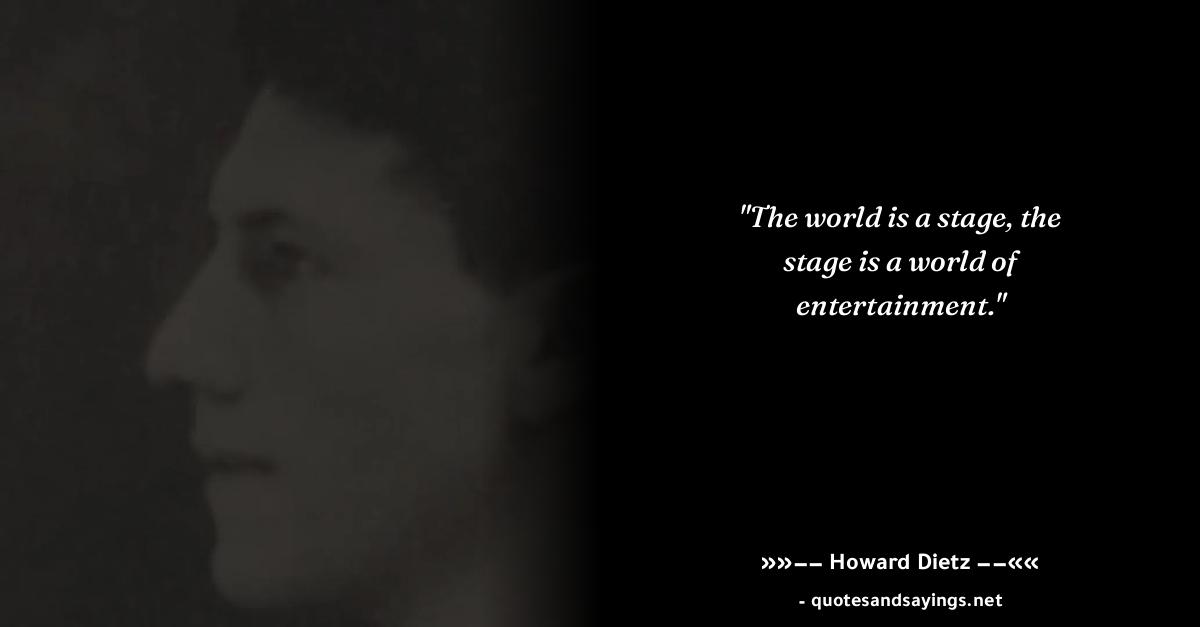 "The world is a stage, the
stage is a world of
entertainment."
»»−− Howard Dietz −−««
- quotesandsayings.net